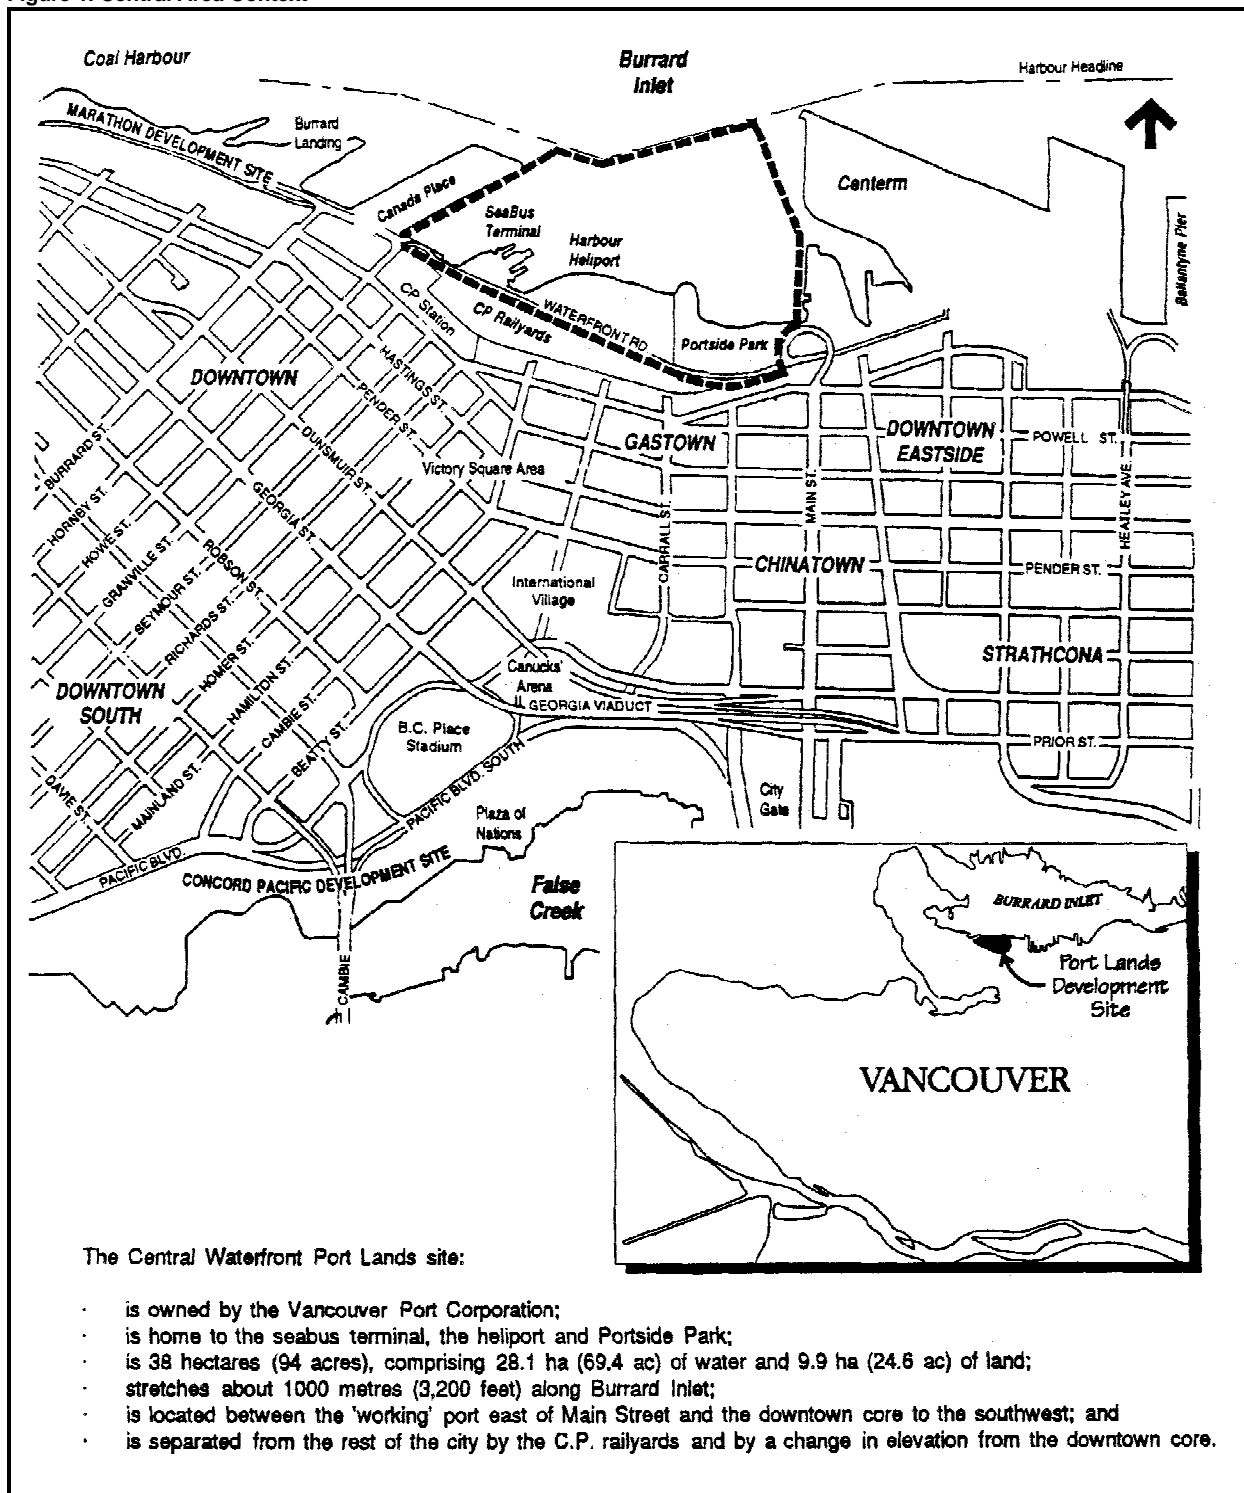 Figure 1: Central Area Context
Coal Harbour
Burrard
Inlet
Harbour Headline
MARATHON DEVELOPMENT SITE
Burrard
Landing
Canada Place
SeaBus
Terminal
Harbour
Heliport
Centerm
Ballantyne Pier
CP Station
CP Railyards
WATERFRONT RD
Portside Park
DOWNTOWN
HASTINGS ST.
PENDER ST.
DUNSMUIR ST.
GEORGIA ST.
ROBSON ST.
Victory Square Area
GASTOWN
DOWNTOWN
EASTSIDE
POWELL ST.
BURRARD ST.
HORNBY ST.
HOWE ST.
GRANVILLE ST.
SEYMOUR ST.
RICHARDS ST.
HOMER ST.
HAMILTON ST.
CAMBIE ST.
BEATTY ST.
MAINLAND ST.
DAVIE ST.
CARRALL ST.
MAIN ST.
HEATLEY AVE.
CHINATOWN
PENDER ST.
International
Village
STRATHCONA
DOWNTOWN
SOUTH
Canucks'
Arena
GEORGIA VIADUCT
B.C. Place
Stadium
PRIOR ST.
PACIFIC BLVD. SOUTH
Plaza of
Nations
City
Gate
PACIFIC BLVD.
CONCORD PACIFIC DEVELOPMENT SITE
False
Creek
CAMBIE
BURRARD INLET
Port Lands
Development
Site
VANCOUVER
The Central Waterfront Port Lands site:
· is owned by the Vancouver Port Corporation;
· is home to the seabus terminal, the heliport and Portside Park;
· is 38 hectares (94 acres), comprising 28.1 ha (69.4 ac) of water and 9.9 ha (24.6 ac) of land;
· stretches about 1000 metres (3,200 feet) along Burrard Inlet;
· is located between the 'working' port east of Main Street and the downtown core to the southwest; and
· is separated from the rest of the city by the C.P. railyards and by a change in elevation from the downtown core.